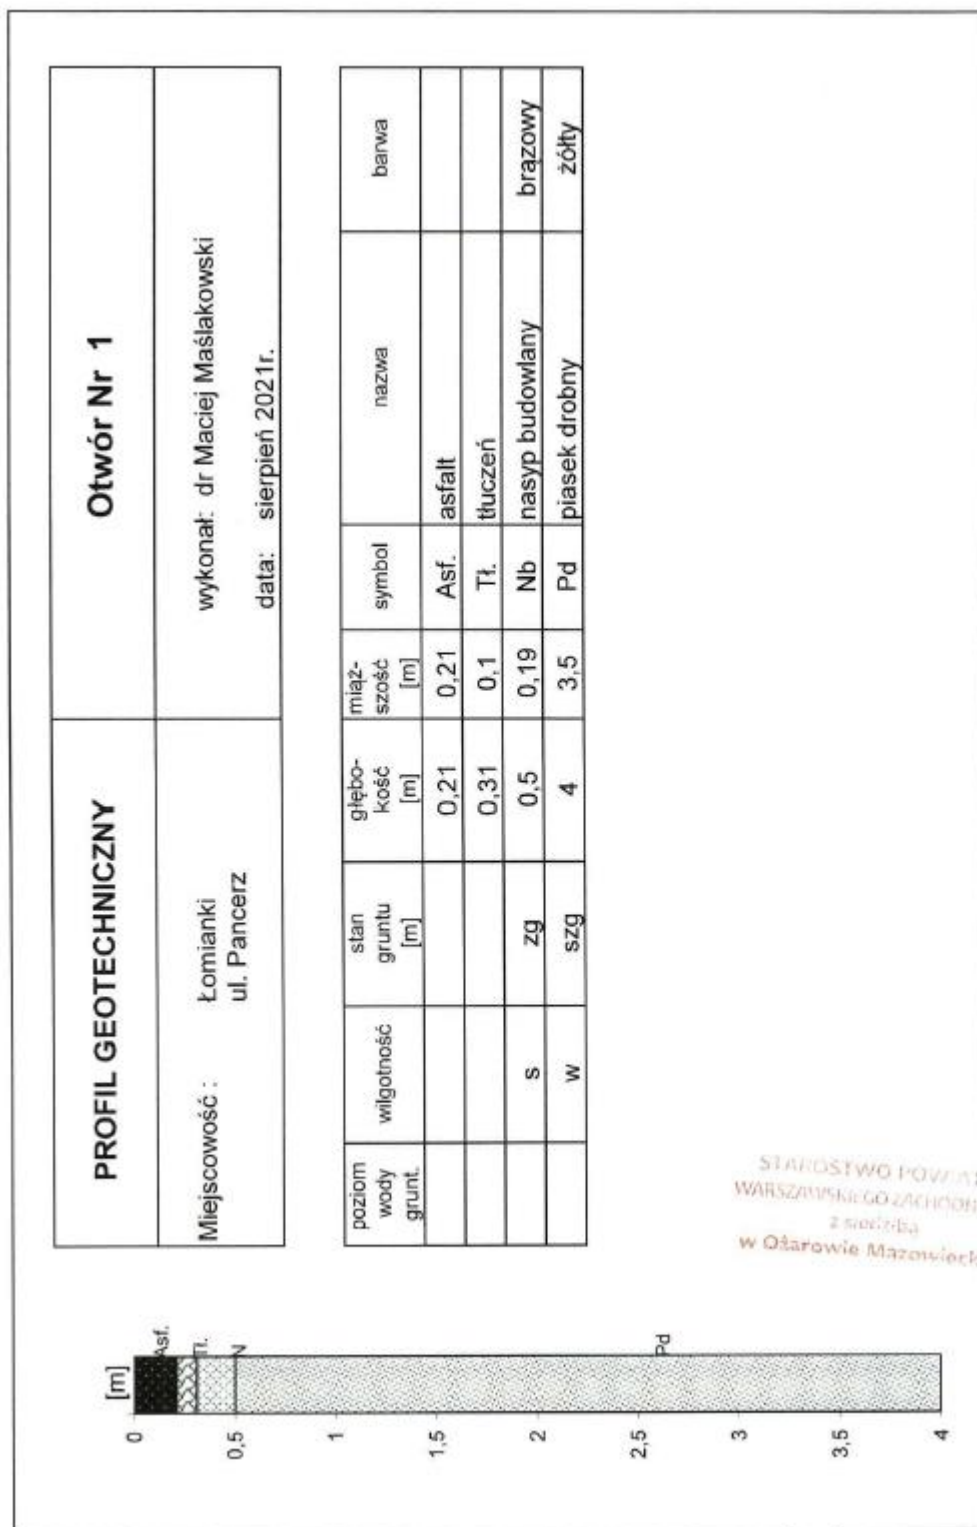 PROFIL GEOTECHNICZNY
Otwór Nr 1
Miejscowość : Łomianki
ul. Pancerz
wykonał: dr Maciej Maślakowski
data: sierpień 2021r.
poziom wody grunt. wilgotność stan gruntu [m] głębo-kość [m] miąż-szość [m] symbol nazwa barwa
0,21 0,21 Asf. asfalt
0,31 0,1 Tł. tłuczeń
s zg 0,5 0,19 Nb nasyp budowlany brązowy
w szg 4 3,5 Pd piasek drobny żółty
[m]
0
Asf.
Tł.
0,5
N
1
1,5
2
2,5
Pd
3
3,5
4
STAROSTWO
WARSZAWSKIEGO
z siedzibą
w Ożarowie